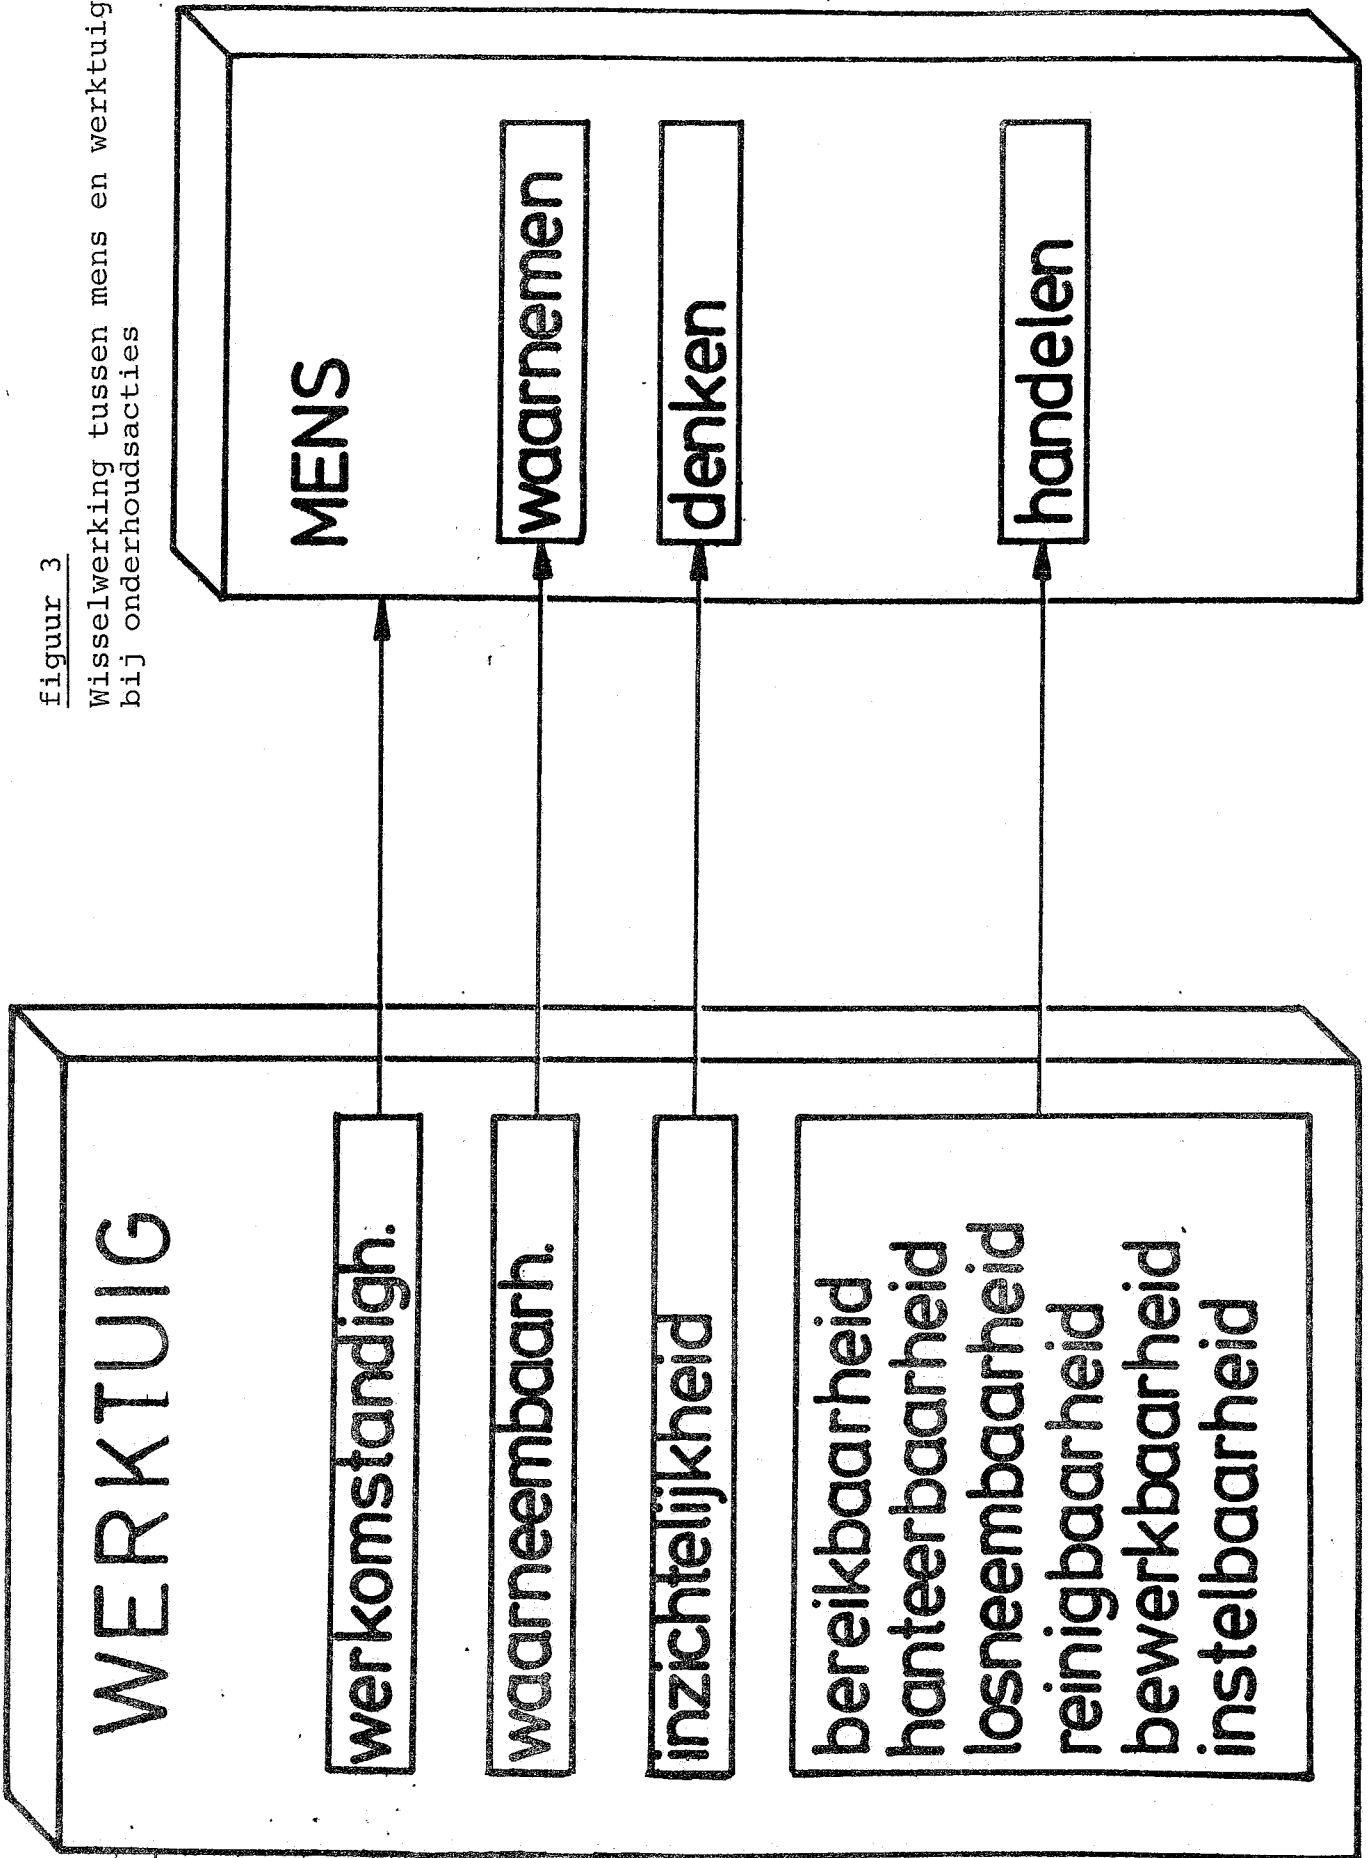 figuur 3
Wisselwerking tussen mens en werktuig
bij onderhoudsacties
WERKTUIG
werkomstandigh.
waarneembaarh.
inzichtelijkheid
bereikbaarheid
hanteerbaarheid
losneembaarheid
reinigbaarheid
bewerkbaarheid
instelbaarheid
MENS
waarnemen
denken
handelen